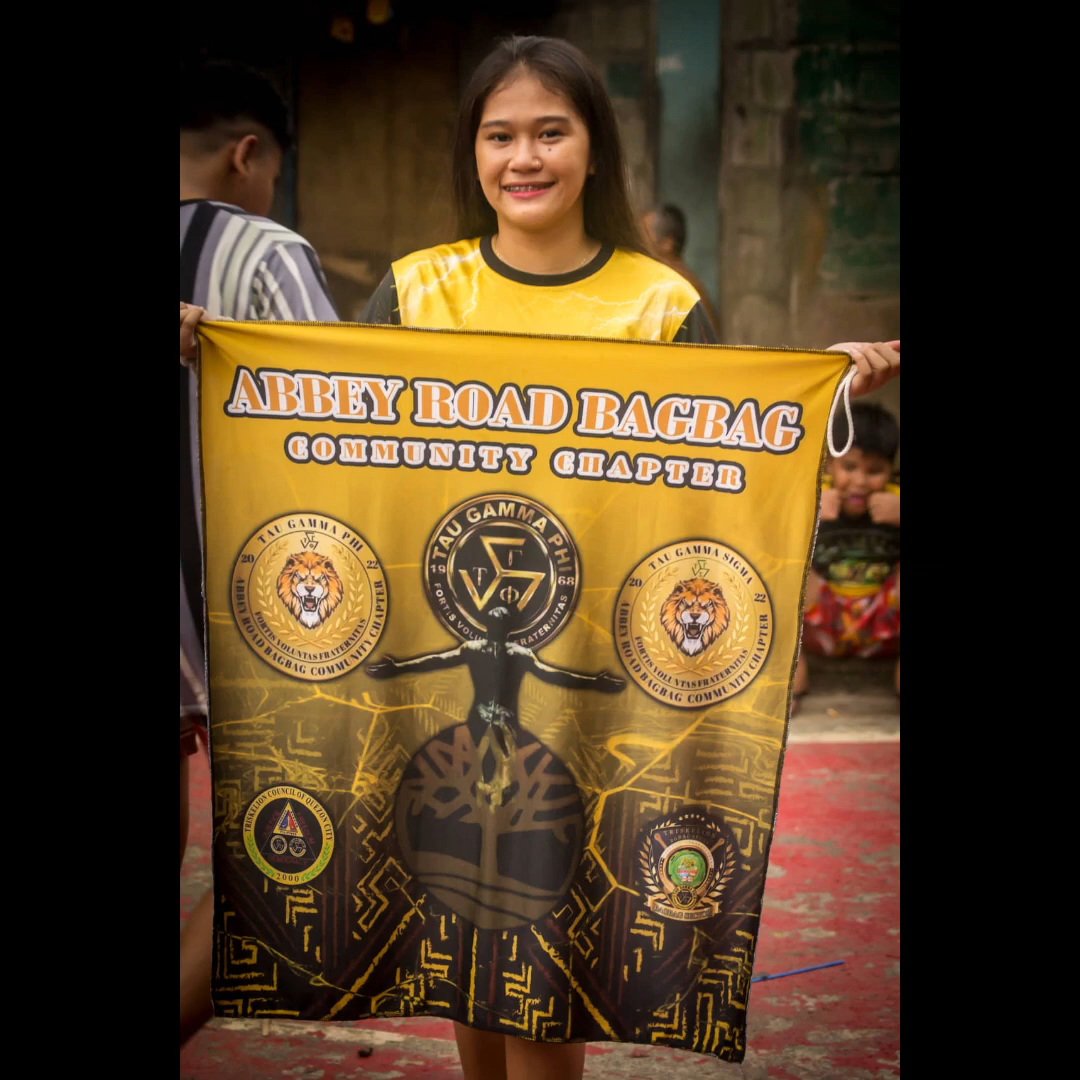 ABBEY ROAD BAGBAG
COMMUNITY CHAPTER
TAU GAMMA PHI
20 22
FORTIS VOLUNTAS FRATERNITAS
ABBEY ROAD BAGBAG COMMUNITY CHAPTER
TAU GAMMA PHI
19 68
Τ Γ Φ
FORTIS VOLU RATERNITAS
TAU GAMMA SIGMA
20 22
FORTIS VOLUNTAS FRATERNITAS
ABBEY ROAD BAGBAG COMMUNITY CHAPTER
TRISKELION COUNCIL OF QUEZON CITY
2000